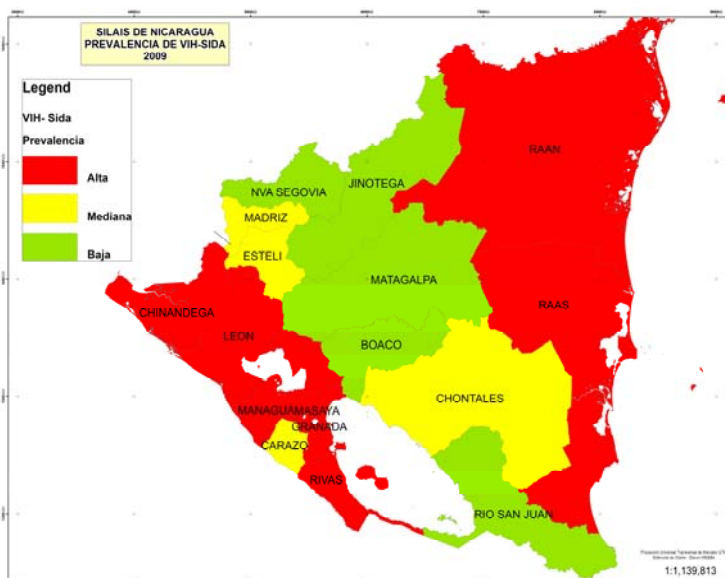 SILAIS DE NICARAGUA
PREVALENCIA DE VIH-SIDA
2009
Legend
VIH- Sida
Prevalencia
Alta
Mediana
Baja
RAAN
JINOTEGA
NVA SEGOVIA
MADRIZ
ESTELI
MATAGALPA
RAAS
CHINANDEGA
LEON
BOACO
CHONTALES
MANAGUA MASAYA
GRANADA
CARAZO
RIVAS
RIO SAN JUAN
1:1,139,813